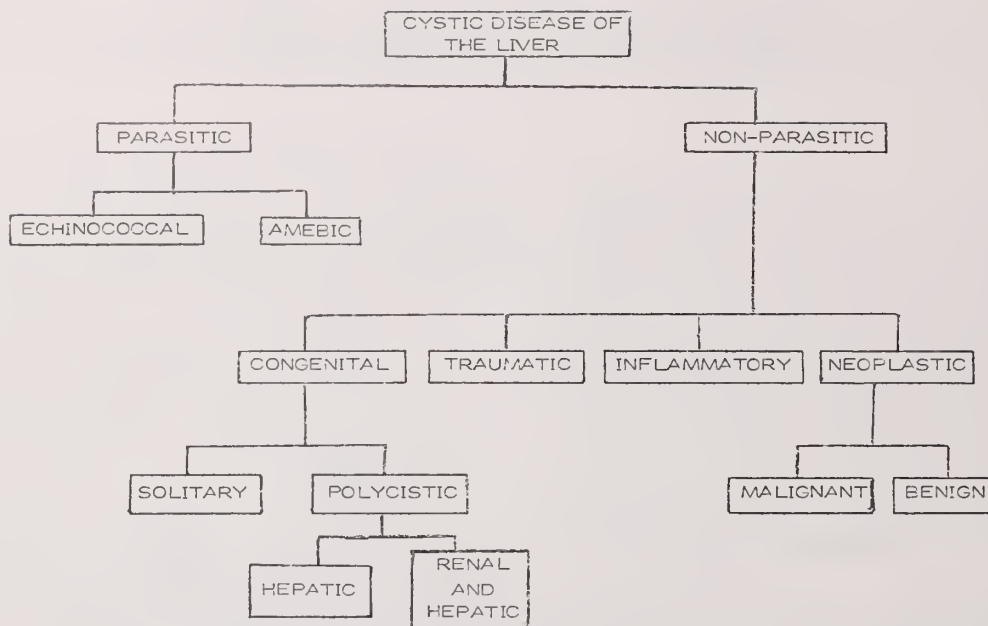 CYSTIC DISEASE OF
THE LIVER
PARASITIC
NON-PARASITIC
ECHINOCOCCAL
AMEBIC
CONGENITAL
TRAUMATIC
INFLAMMATORY
NEOPLASTIC
SOLITARY
POLYCISTIC
MALIGNANT
BENIGN
HEPATIC
RENAL
AND
HEPATIC